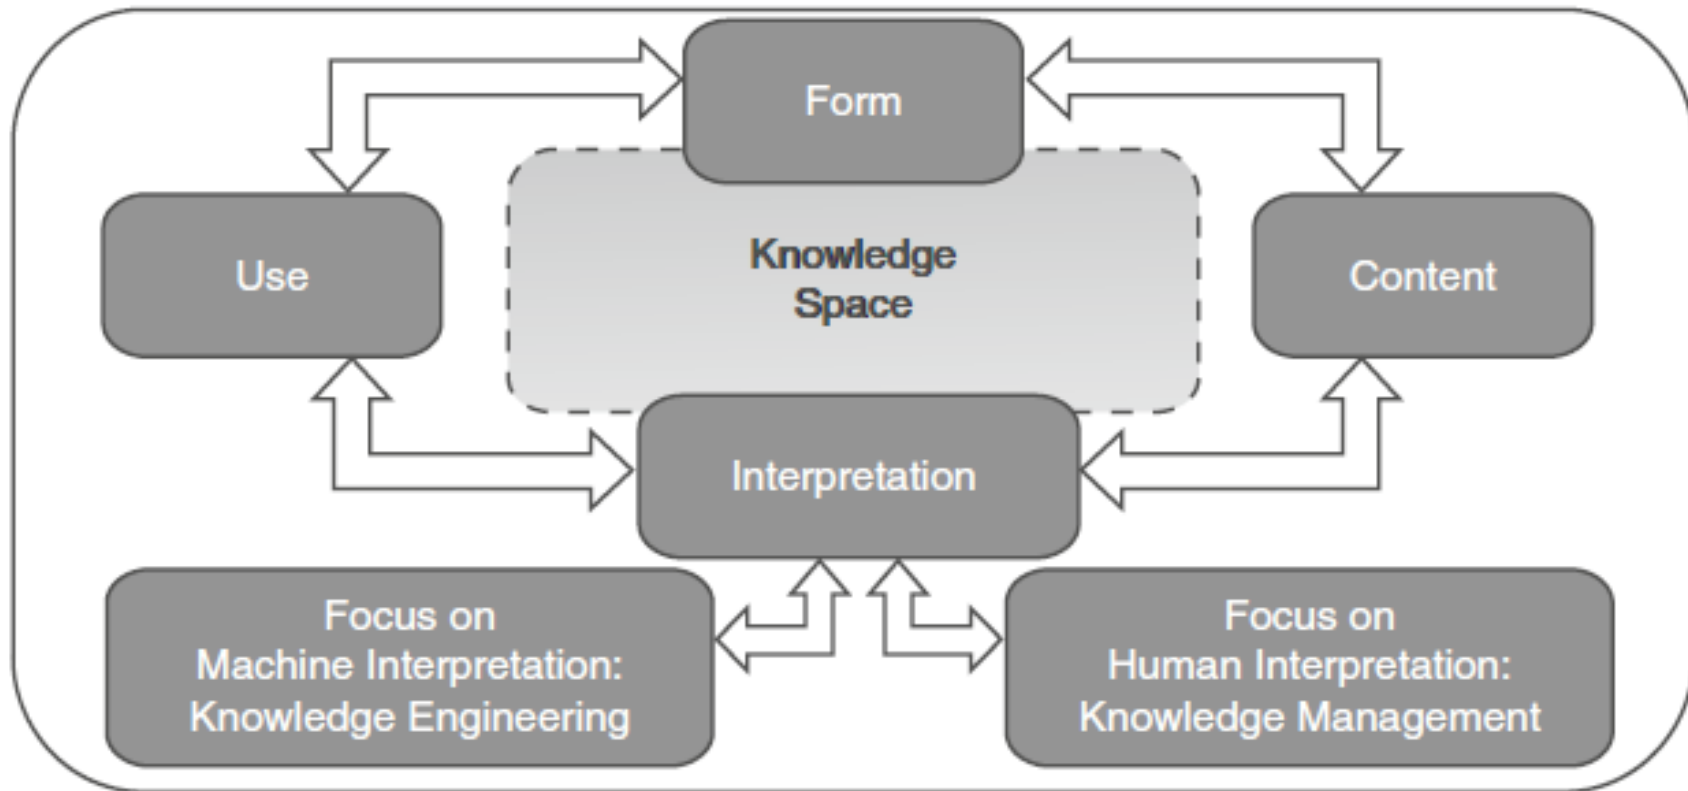 Form
Use
Knowledge
Space
Content
Interpretation
Focus on
Machine Interpretation:
Knowledge Engineering
Focus on
Human Interpretation:
Knowledge Management